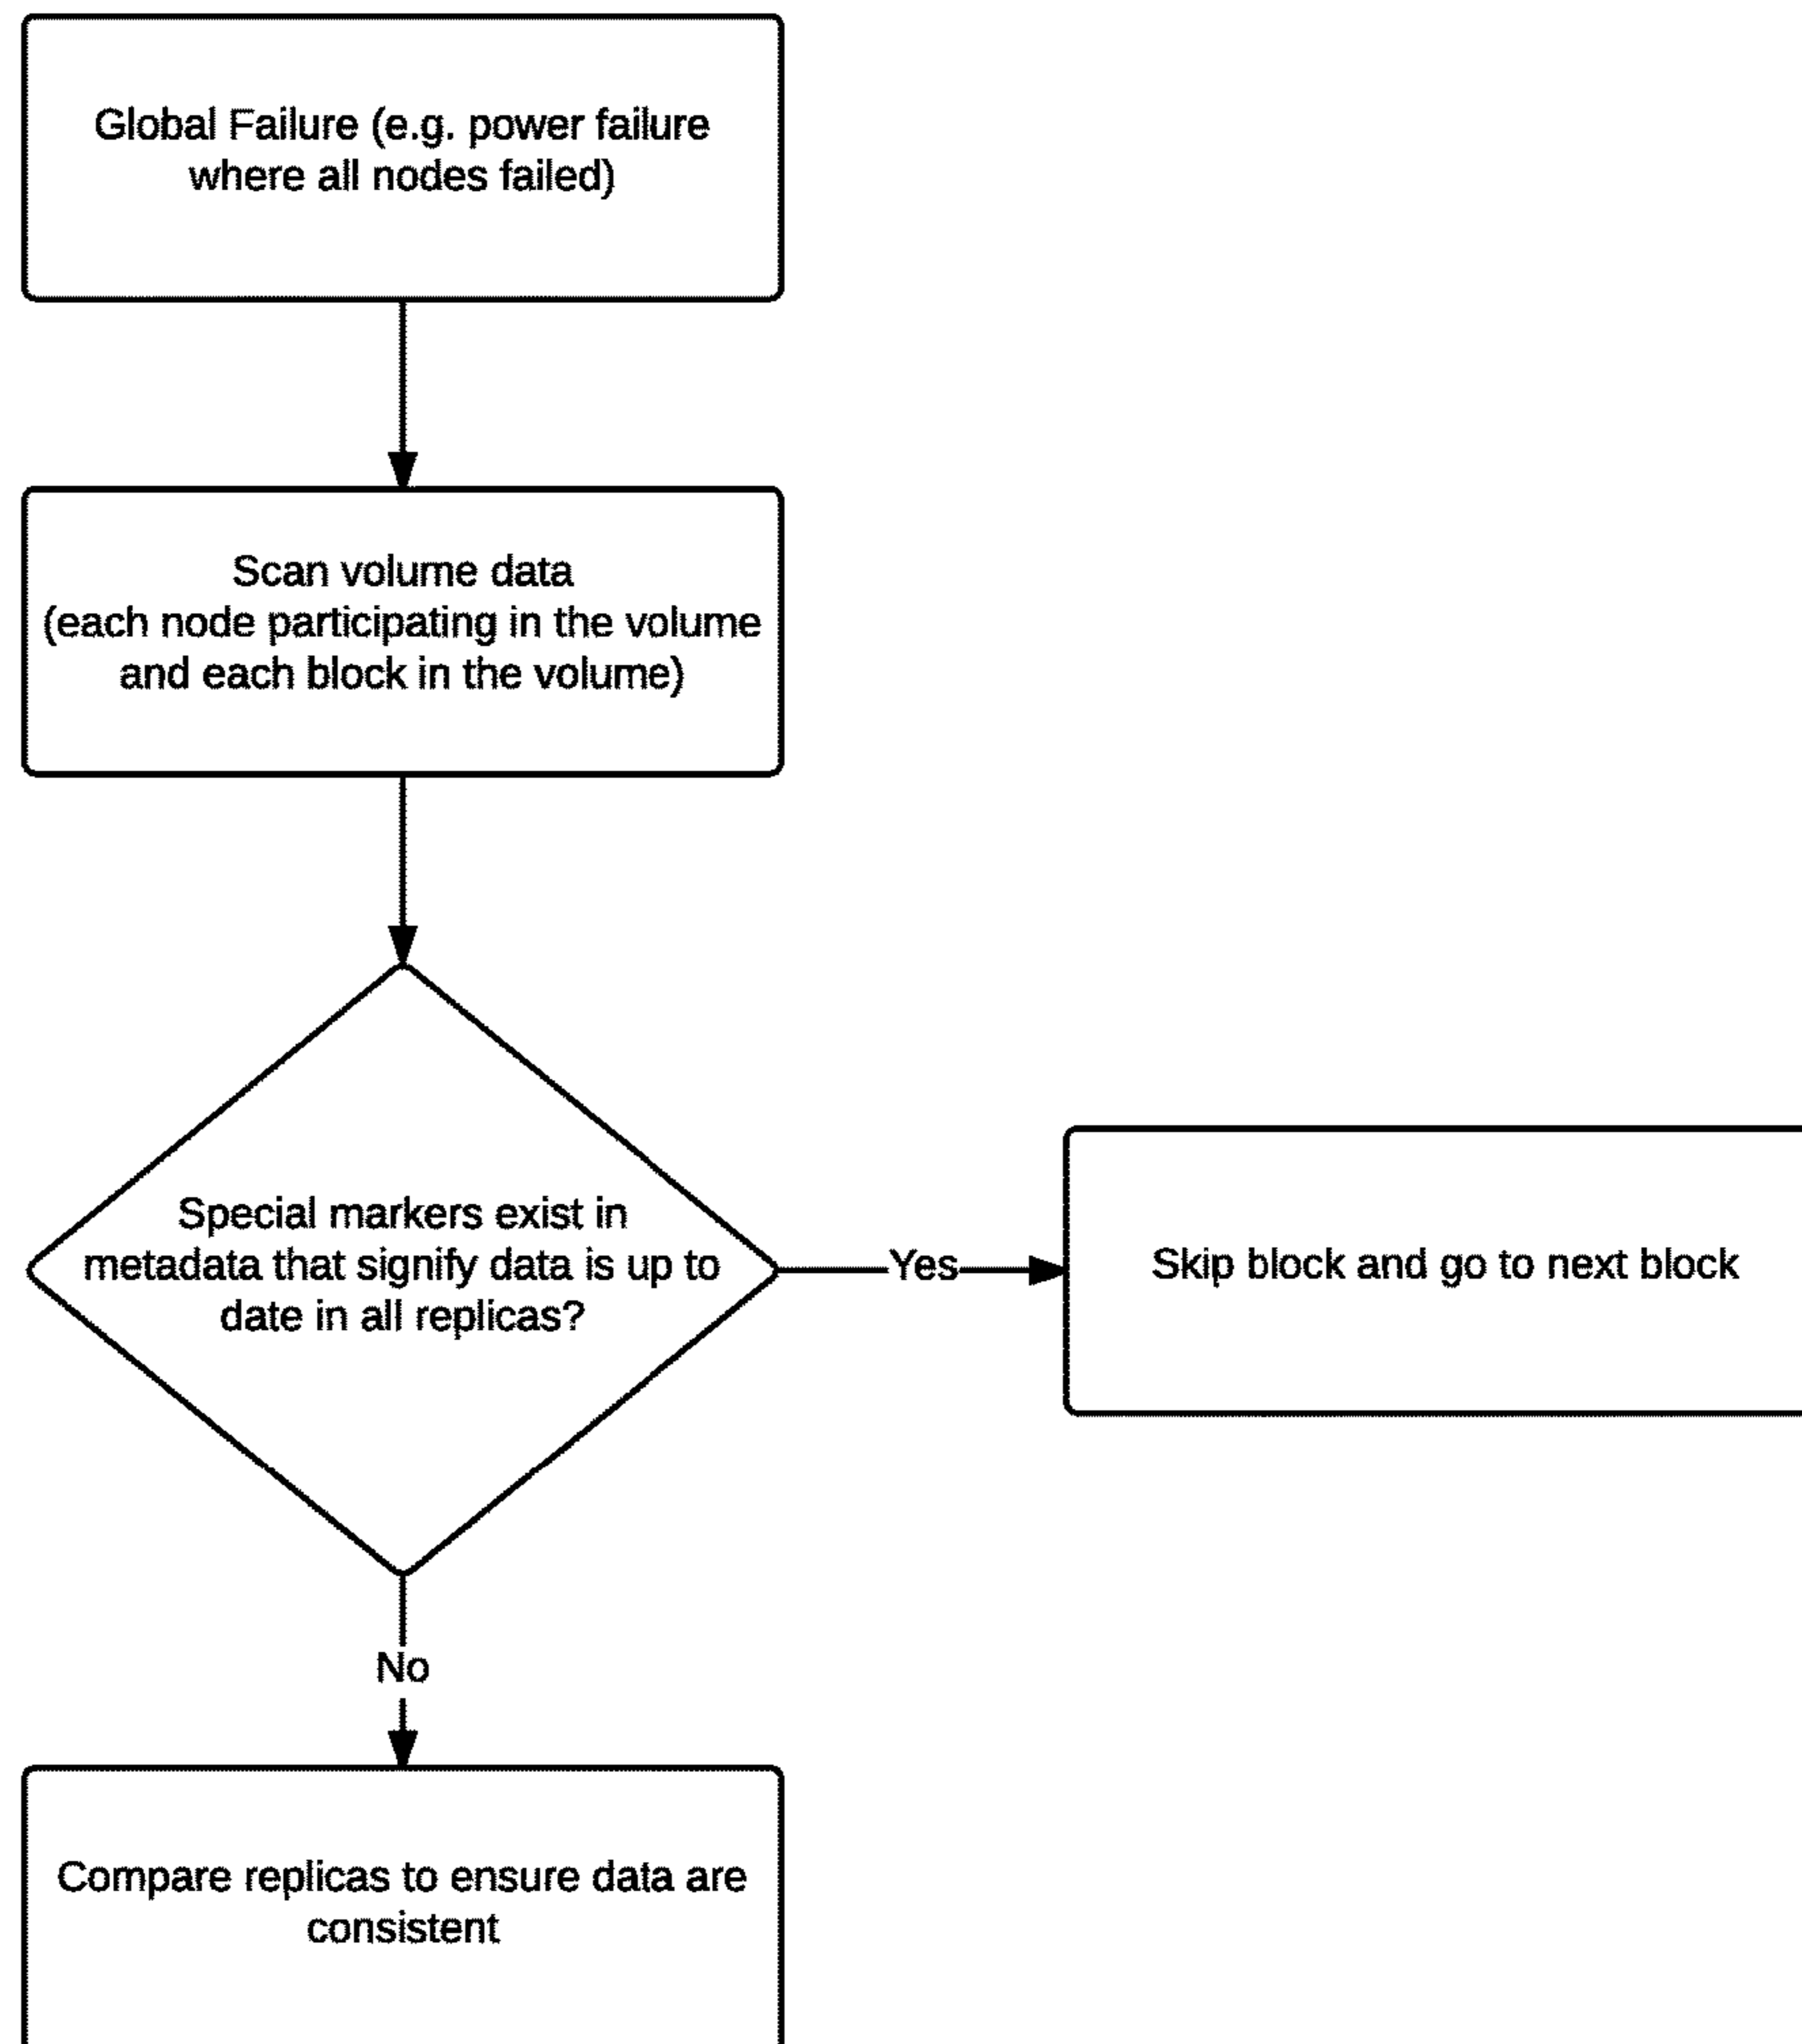 Global Failure (e.g. power failure
where all nodes failed)
Scan volume data
(each node participating in the volume
and each block in the volume)
Special markers exist in
metadata that signify data is up to
date in all replicas?
Yes
Skip block and go to next block
No
Compare replicas to ensure data are
consistent